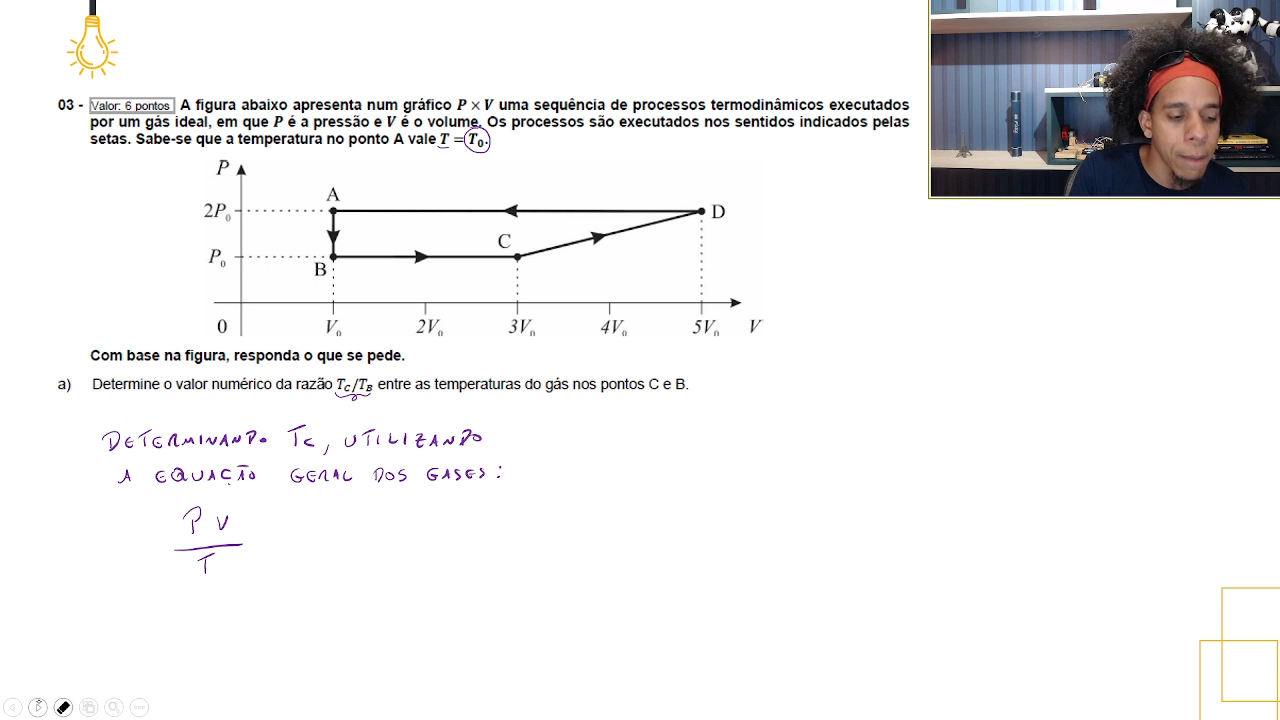 03 - Valor: 6 pontos A figura abaixo apresenta num gráfico P × V uma sequência de processos termodinâmicos executados
por um gás ideal, em que P é a pressão e V é o volume. Os processos são executados nos sentidos indicados pelas
setas. Sabe-se que a temperatura no ponto A vale T = T₀.
P
A
2P₀
D
C
P₀
B
0 V₀ 2V₀ 3V₀ 4V₀ 5V₀ V
Com base na figura, responda o que se pede.
a) Determine o valor numérico da razão T_C/T_B entre as temperaturas do gás nos pontos C e B.
DETERMINANDO Tc, UTILIZANDO
A EQUAÇÃO GERAL DOS GASES:
P V
T